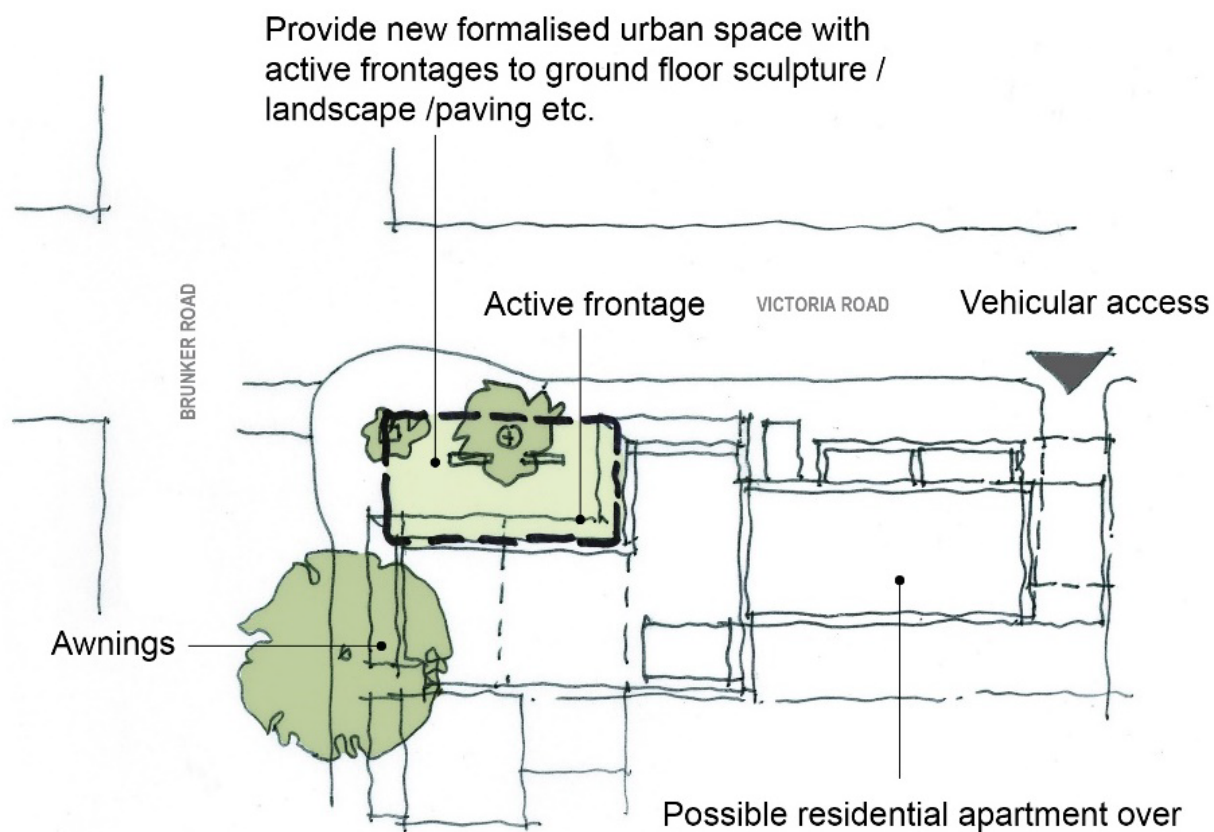 Provide new formalised urban space with
active frontages to ground floor sculpture /
landscape /paving etc.
BRUNKER ROAD
Active frontage
VICTORIA ROAD
Vehicular access
Awnings
Possible residential apartment over